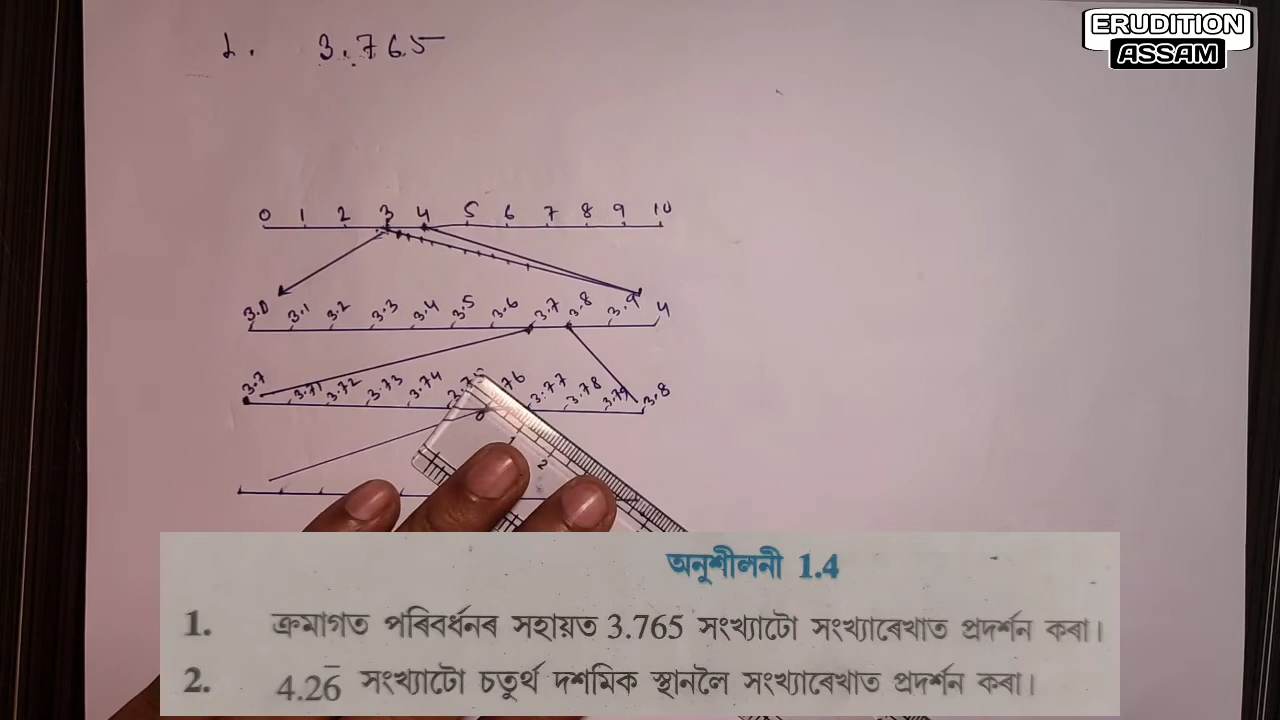 ERUDITION
ASSAM
1. 3.765
0 1 2 3 4 5 6 7 8 9 10
3.0 3.1 3.2 3.3 3.4 3.5 3.6 3.7 3.8 3.9 4
3.7 3.71 3.72 3.73 3.74 3.75 .76 3.77 3.78 3.79 3.8
0 1 2
অনুশীলনী 1.4
1. ক্ৰমাগত পৰিবৰ্ধনৰ সহায়ত 3.765 সংখ্যাটো সংখ্যাৰেখাত প্ৰদৰ্শন কৰা।
2. 4.26̅ সংখ্যাটো চতুৰ্থ দশমিক স্থানলৈ সংখ্যাৰেখাত প্ৰদৰ্শন কৰা।